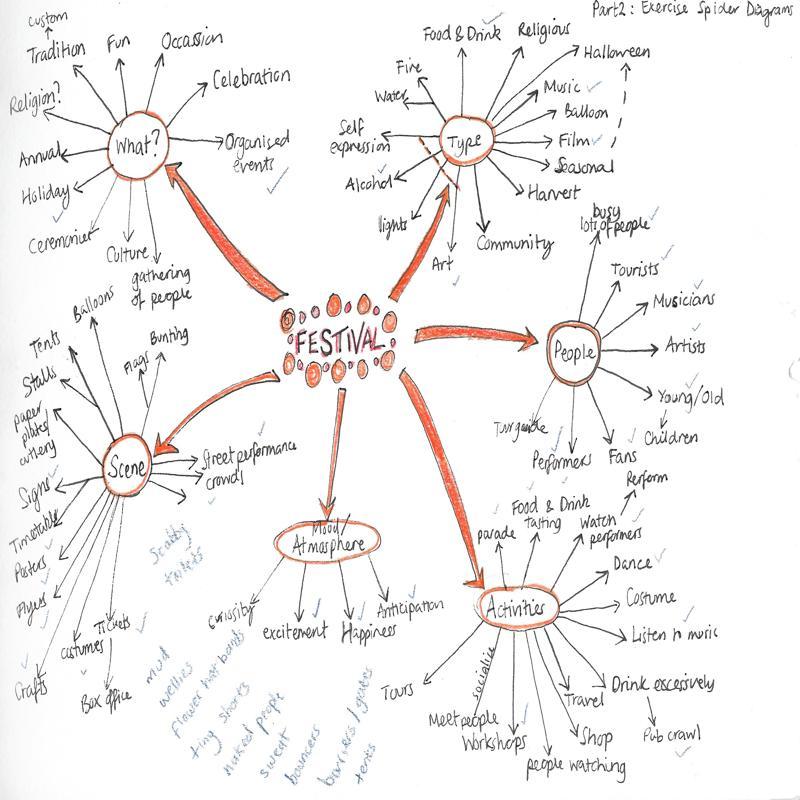 Part2: Exercise Spider Diagrams
custom
Tradition
Fun
Occassion
Celebration
Organised
events
Religion?
Annual
Holiday
Ceremonies
Culture
gathering
of people
What?
Food & Drink
Religious
Halloween
Fire
Water
Music
Balloon
Film
Seasonal
Harvest
Self
expression
Alcohol
lights
Art
Community
Type
busy
lots of people
Tourists
Musicians
Artists
Young/Old
Children
Fans
Performers
Tour guide
People
FESTIVAL
Balloons
Tents
Stalls
Flags
Bunting
paper
plates/
cutlery
Signs
Timetable
Posters
Flyers
Crafts
costumes
Tickets
Box office
Street performance
crowds
Scene
Mood/
Atmosphere
curiosity
excitement
Happiness
Anticipation
parade
Food & Drink
tasting
Watch
performers
Perform
Dance
Costume
Listen to music
Drink excessively
Pub crawl
Travel
Shop
people watching
Workshops
Meet people
socialise
Tours
Activities
toilets
mud
wellies
flower hair bands
tiny shorts
naked people
sweat
bouncers
barriers / gates
tents